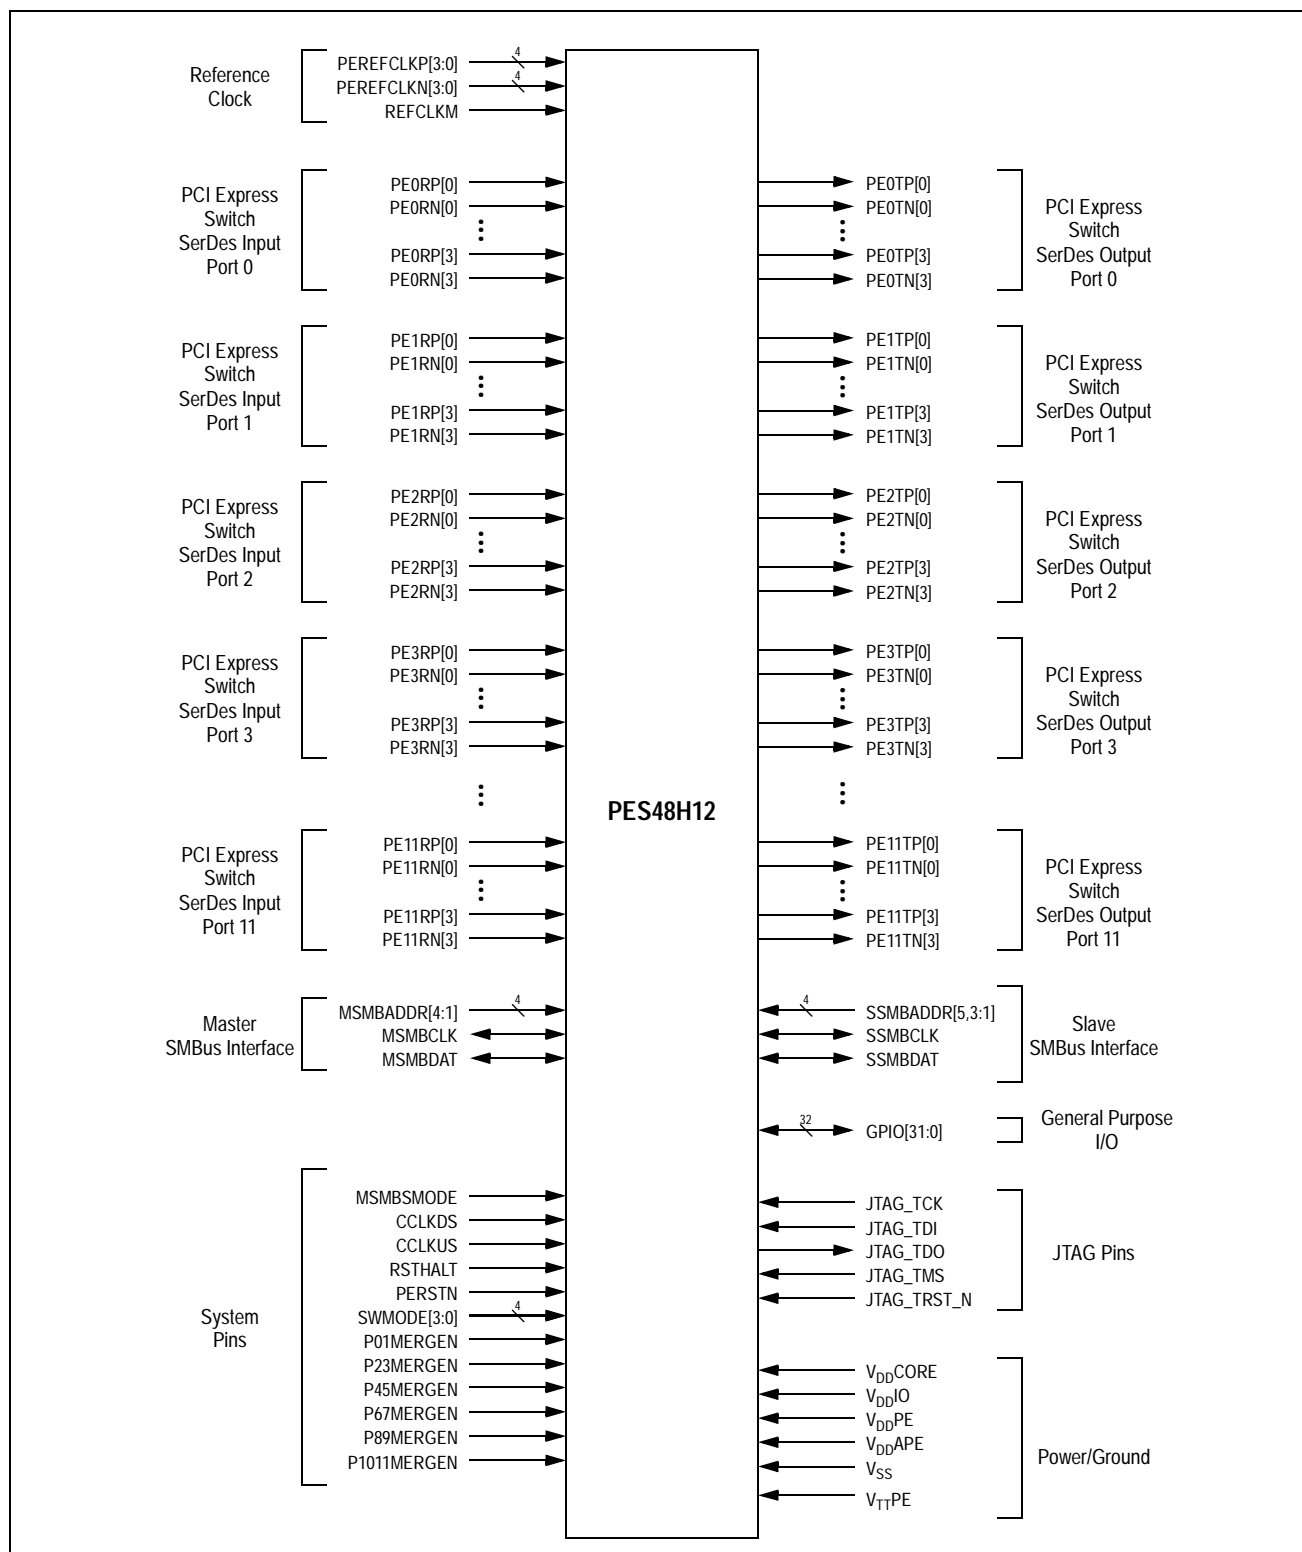 Reference
Clock
PEREFCLKP[3:0]
4
PEREFCLKN[3:0]
4
REFCLKM
PCI Express
Switch
SerDes Input
Port 0
PE0RP[0]
PE0RN[0]
PE0RP[3]
PE0RN[3]
PE0TP[0]
PE0TN[0]
PE0TP[3]
PE0TN[3]
PCI Express
Switch
SerDes Output
Port 0
PCI Express
Switch
SerDes Input
Port 1
PE1RP[0]
PE1RN[0]
PE1RP[3]
PE1RN[3]
PE1TP[0]
PE1TN[0]
PE1TP[3]
PE1TN[3]
PCI Express
Switch
SerDes Output
Port 1
PCI Express
Switch
SerDes Input
Port 2
PE2RP[0]
PE2RN[0]
PE2RP[3]
PE2RN[3]
PE2TP[0]
PE2TN[0]
PE2TP[3]
PE2TN[3]
PCI Express
Switch
SerDes Output
Port 2
PCI Express
Switch
SerDes Input
Port 3
PE3RP[0]
PE3RN[0]
PE3RP[3]
PE3RN[3]
PE3TP[0]
PE3TN[0]
PE3TP[3]
PE3TN[3]
PCI Express
Switch
SerDes Output
Port 3
PES48H12
PCI Express
Switch
SerDes Input
Port 11
PE11RP[0]
PE11RN[0]
PE11RP[3]
PE11RN[3]
PE11TP[0]
PE11TN[0]
PE11TP[3]
PE11TN[3]
PCI Express
Switch
SerDes Output
Port 11
Master
SMBus Interface
MSMBADDR[4:1]
4
MSMBCLK
MSMBDAT
4
SSMBADDR[5,3:1]
SSMBCLK
SSMBDAT
Slave
SMBus Interface
32
GPIO[31:0]
General Purpose
I/O
System
Pins
MSMBSMODE
CCLKDS
CCLKUS
RSTHALT
PERSTN
SWMODE[3:0]
4
P01MERGEN
P23MERGEN
P45MERGEN
P67MERGEN
P89MERGEN
P1011MERGEN
JTAG_TCK
JTAG_TDI
JTAG_TDO
JTAG_TMS
JTAG_TRST_N
JTAG Pins
VDDCORE
VDDIO
VDDPE
VDDAPE
VSS
VTTPE
Power/Ground